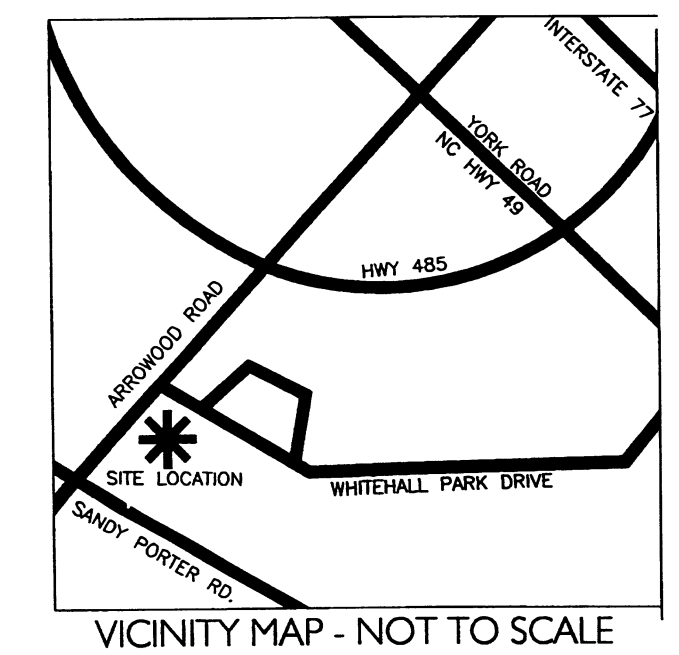 INTERSTATE 77
YORK ROAD
NC HWY 49
HWY 485
ARROWOOD ROAD
SITE LOCATION
WHITEHALL PARK DRIVE
SANDY PORTER RD.
VICINITY MAP - NOT TO SCALE